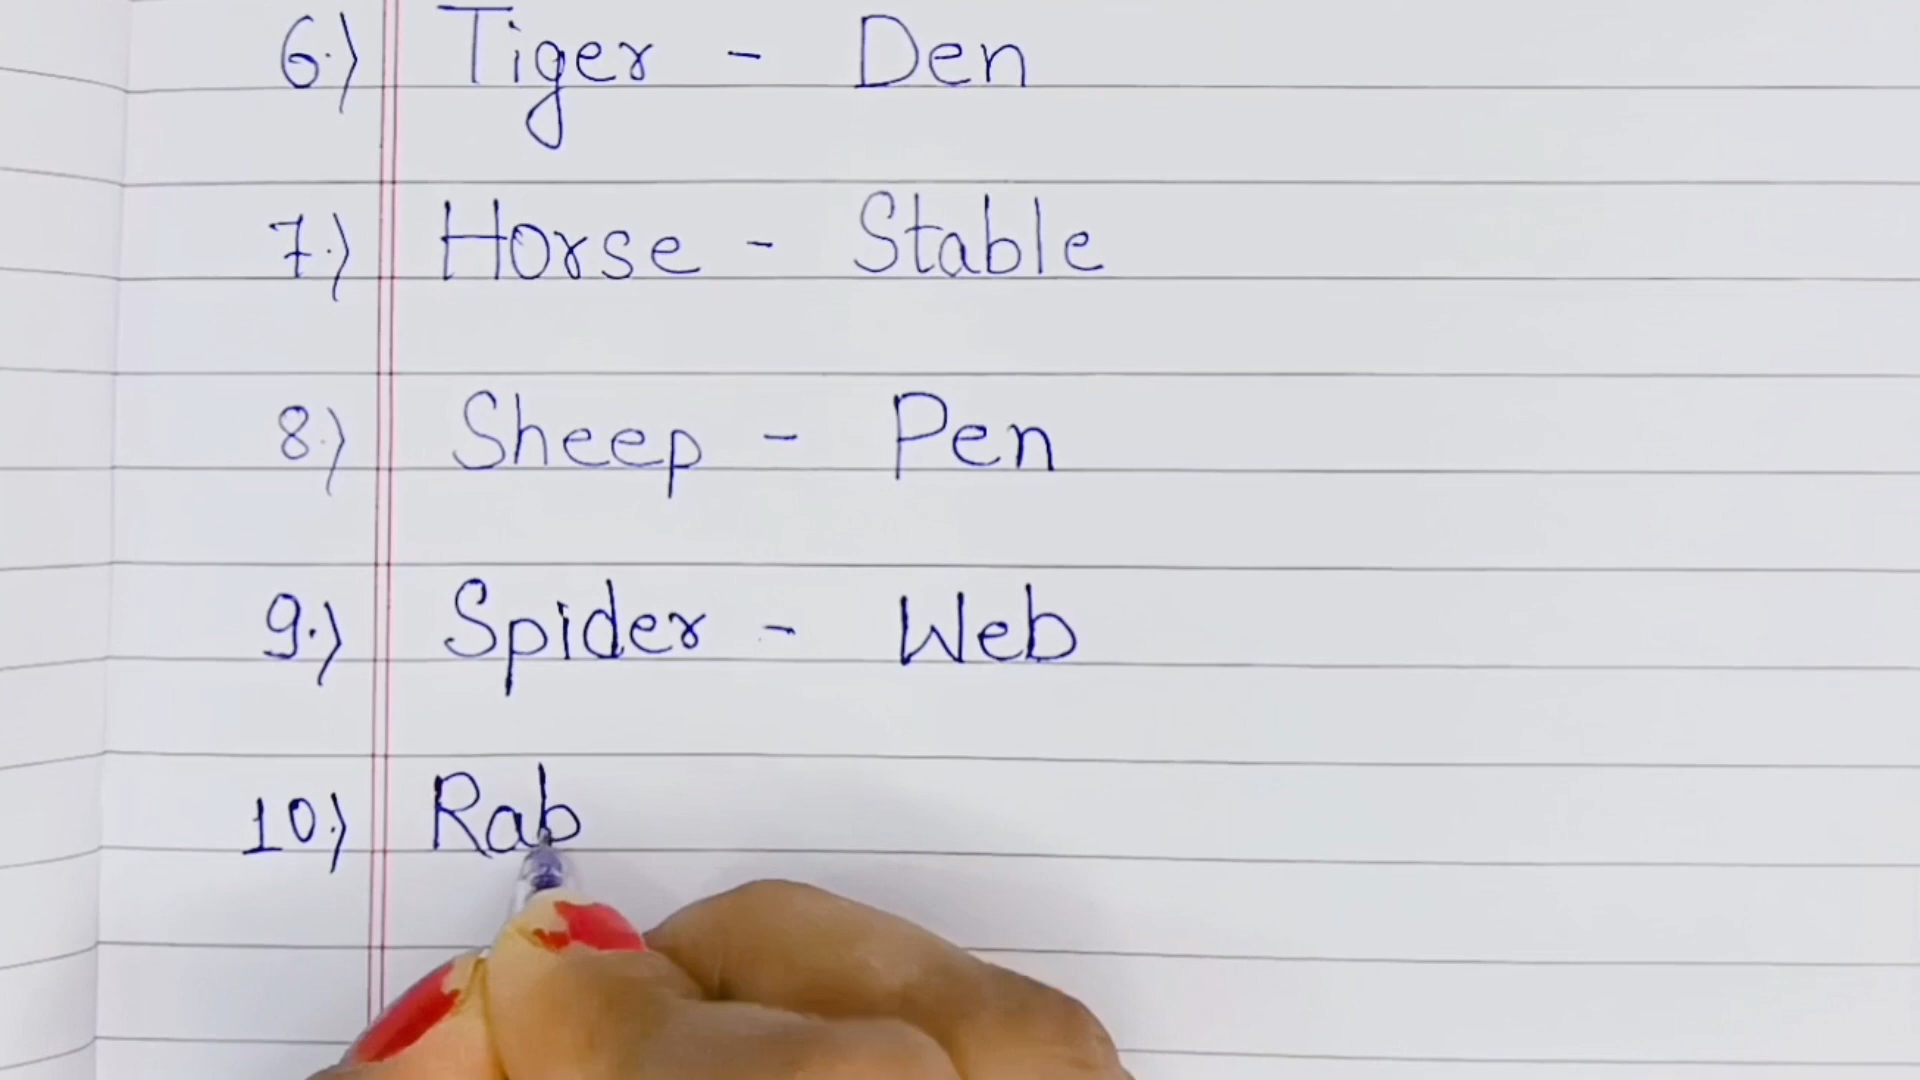 6.) Tiger - Den
7.) Horse - Stable
8.) Sheep - Pen
9.) Spider - Web
10.) Rab